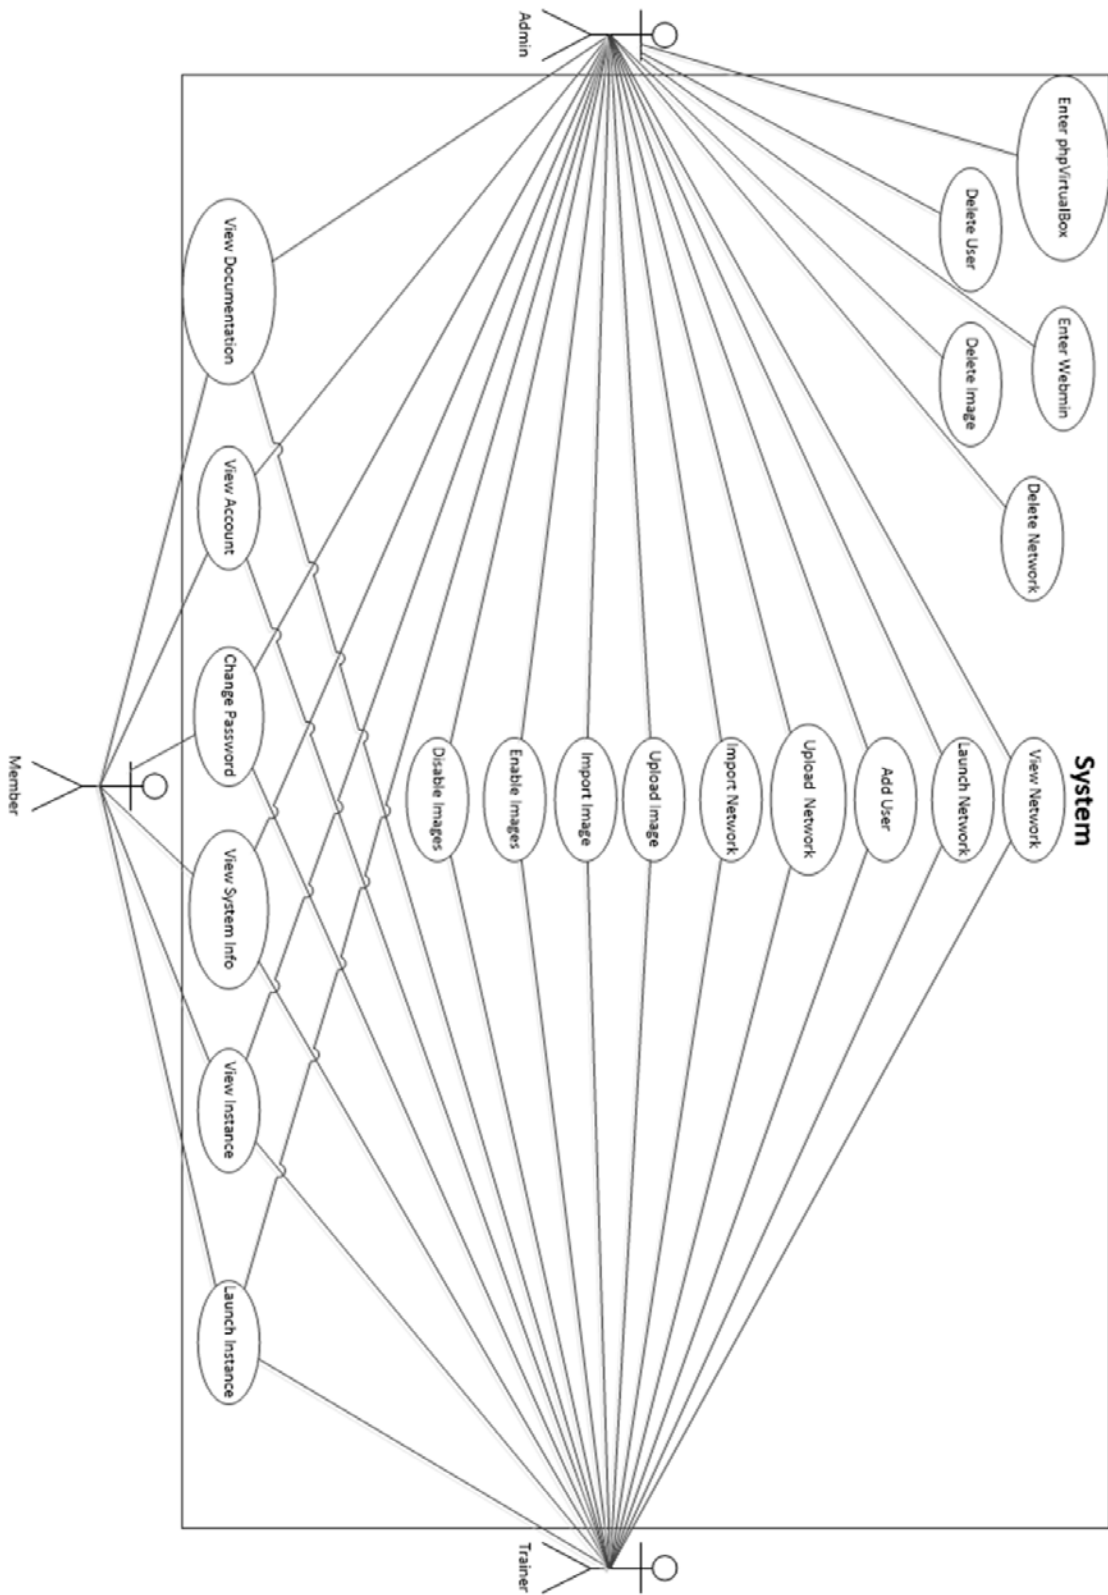 System
Enter phpVirtualBox
Enter Webmin
Delete Network
Delete User
Delete Image
View Network
Launch Network
Add User
Upload Network
Import Network
Upload Image
Import Image
Enable Images
Disable Images
Admin
Trainer
View Documentation
View Account
Change Password
View System Info
View Instance
Launch Instance
Member